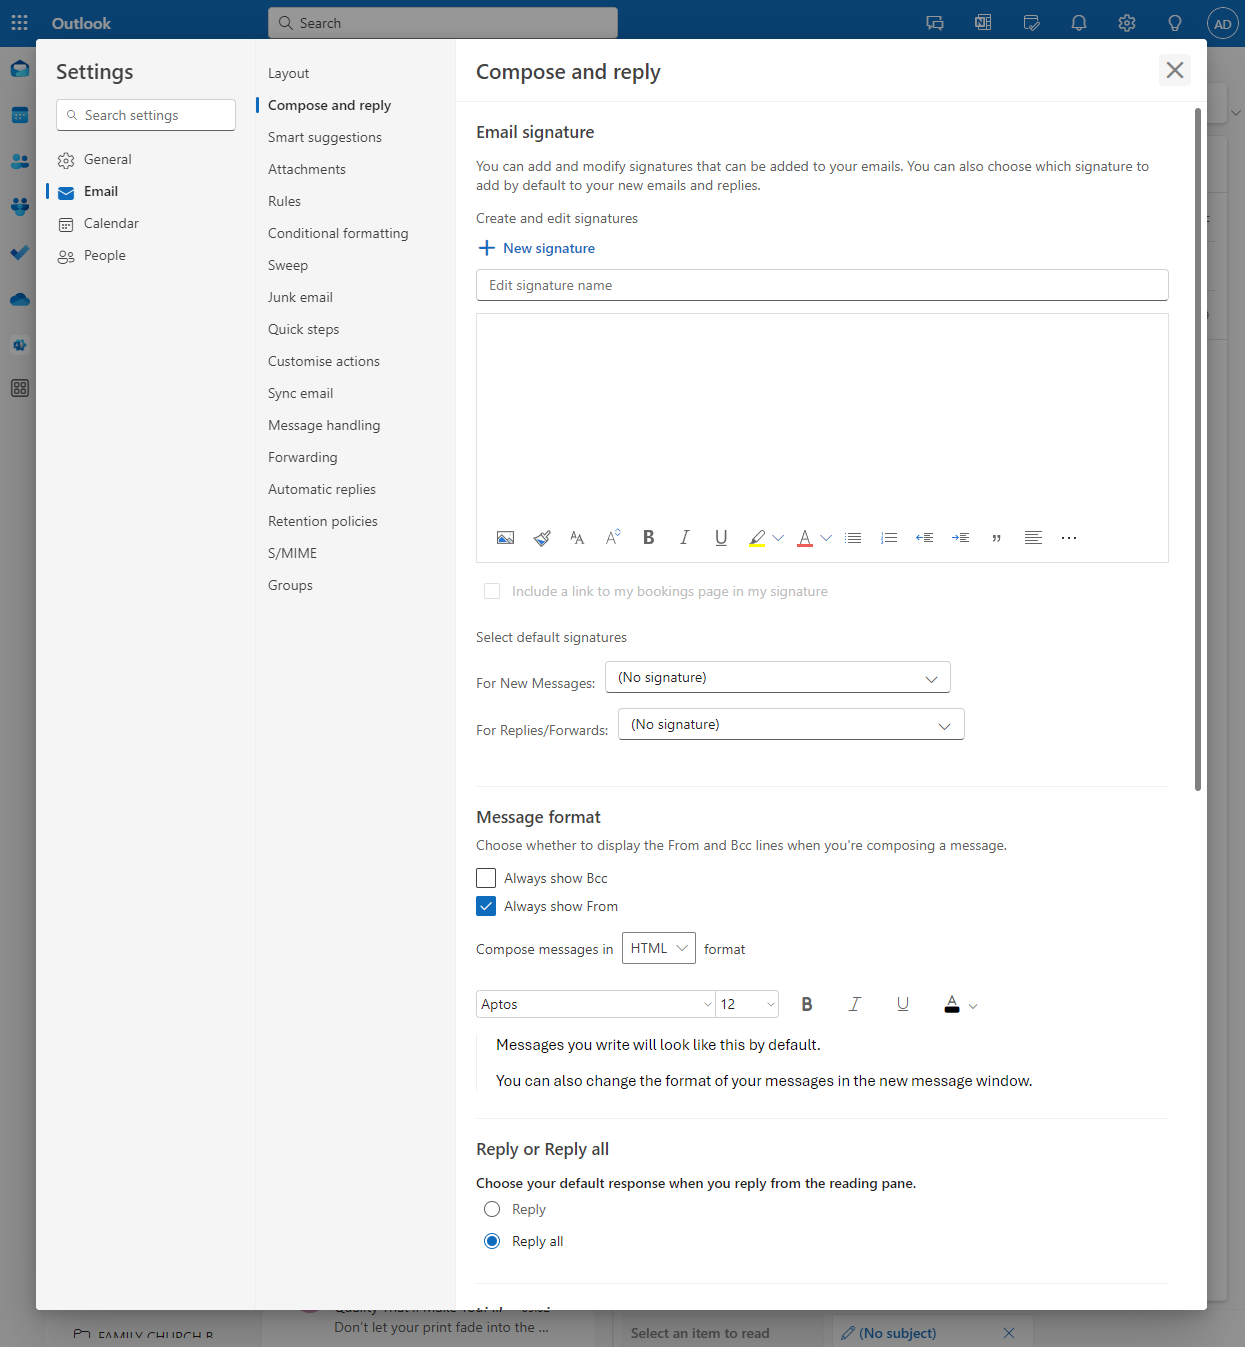 Outlook
Search
AD
Settings
Search settings
General
Email
Calendar
People
Layout
Compose and reply
Smart suggestions
Attachments
Rules
Conditional formatting
Sweep
Junk email
Quick steps
Customise actions
Sync email
Message handling
Forwarding
Automatic replies
Retention policies
S/MIME
Groups
Compose and reply
Email signature
You can add and modify signatures that can be added to your emails. You can also choose which signature to
add by default to your new emails and replies.
Create and edit signatures
New signature
Edit signature name
Include a link to my bookings page in my signature
Select default signatures
For New Messages: (No signature)
For Replies/Forwards: (No signature)
Message format
Choose whether to display the From and Bcc lines when you're composing a message.
Always show Bcc
Always show From
Compose messages in HTML format
Aptos 12 B I U A
Messages you write will look like this by default.
You can also change the format of your messages in the new message window.
Reply or Reply all
Choose your default response when you reply from the reading pane.
Reply
Reply all
FAMILY CHURCH B
Don't let your print fade into the ...
Select an item to read
(No subject)